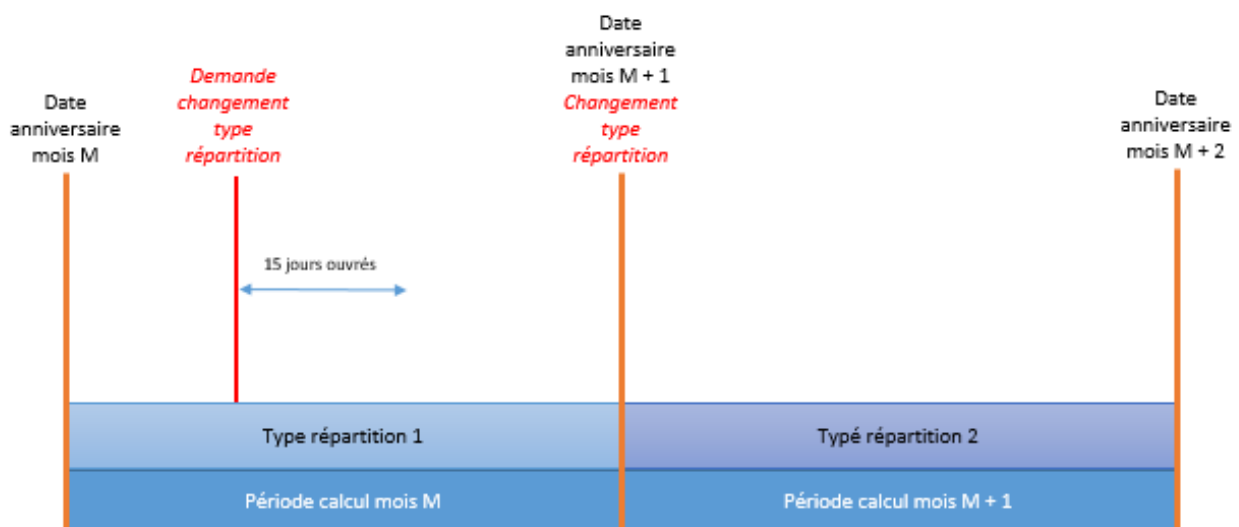 Date
anniversaire
mois M
Demande
changement
type
répartition
Date
anniversaire
mois M + 1
Changement
type
répartition
Date
anniversaire
mois M + 2
15 jours ouvrés
Type répartition 1
Typé répartition 2
Période calcul mois M
Période calcul mois M + 1